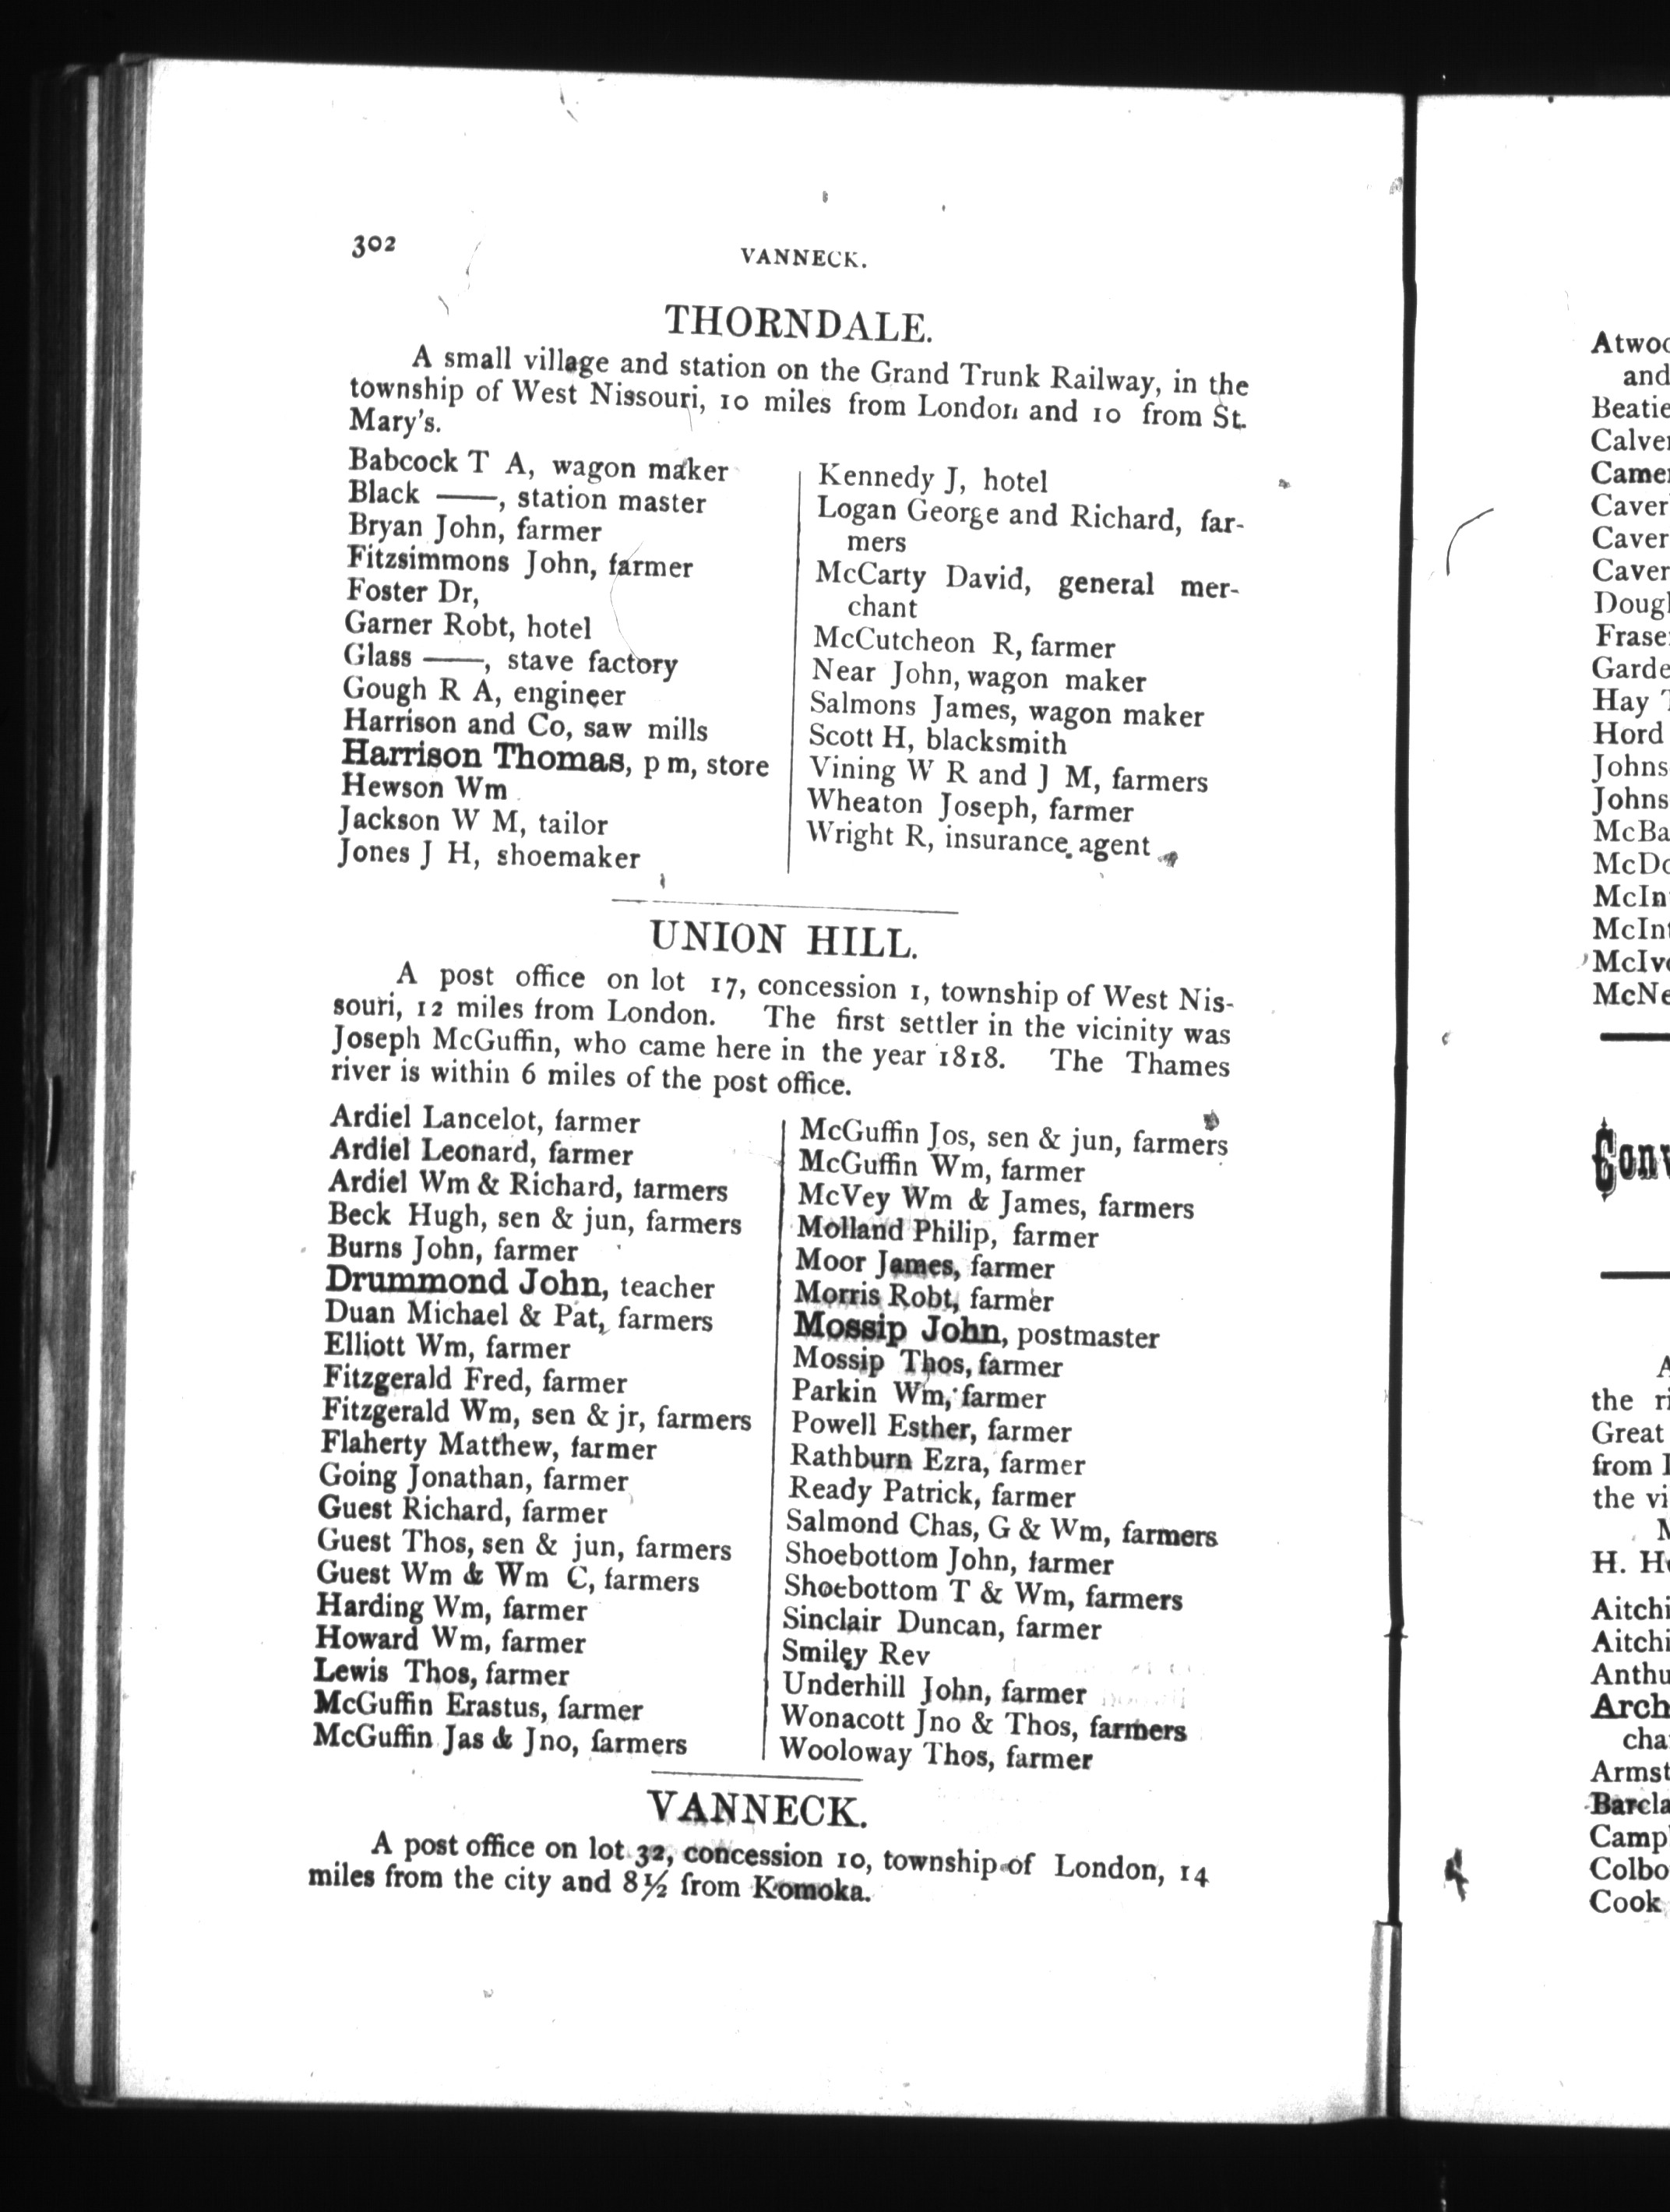 302
VANNECK.
THORNDALE.
A small village and station on the Grand Trunk Railway, in the
township of West Nissouri, 10 miles from London and 10 from St.
Mary's.
Babcock T A, wagon maker
Black ——, station master
Bryan John, farmer
Fitzsimmons John, farmer
Foster Dr,
Garner Robt, hotel
Glass ——, stave factory
Gough R A, engineer
Harrison and Co, saw mills
Harrison Thomas, p m, store
Hewson Wm
Jackson W M, tailor
Jones J H, shoemaker
Kennedy J, hotel
Logan George and Richard, far-
mers
McCarty David, general mer-
chant
McCutcheon R, farmer
Near John, wagon maker
Salmons James, wagon maker
Scott H, blacksmith
Vining W R and J M, farmers
Wheaton Joseph, farmer
Wright R, insurance agent
UNION HILL.
A post office on lot 17, concession 1, township of West Nis-
souri, 12 miles from London. The first settler in the vicinity was
Joseph McGuffin, who came here in the year 1818. The Thames
river is within 6 miles of the post office.
Ardiel Lancelot, farmer
Ardiel Leonard, farmer
Ardiel Wm & Richard, farmers
Beck Hugh, sen & jun, farmers
Burns John, farmer
Drummond John, teacher
Duan Michael & Pat, farmers
Elliott Wm, farmer
Fitzgerald Fred, farmer
Fitzgerald Wm, sen & jr, farmers
Flaherty Matthew, farmer
Going Jonathan, farmer
Guest Richard, farmer
Guest Thos, sen & jun, farmers
Guest Wm & Wm C, farmers
Harding Wm, farmer
Howard Wm, farmer
Lewis Thos, farmer
McGuffin Erastus, farmer
McGuffin Jas & Jno, farmers
McGuffin Jos, sen & jun, farmers
McGuffin Wm, farmer
McVey Wm & James, farmers
Molland Philip, farmer
Moor James, farmer
Morris Robt, farmer
Mossip John, postmaster
Mossip Thos, farmer
Parkin Wm, farmer
Powell Esther, farmer
Rathburn Ezra, farmer
Ready Patrick, farmer
Salmond Chas, G & Wm, farmers
Shoebottom John, farmer
Shoebottom T & Wm, farmers
Sinclair Duncan, farmer
Smiley Rev
Underhill John, farmer
Wonacott Jno & Thos, farmers
Wooloway Thos, farmer
VANNECK.
A post office on lot 32, concession 10, township of London, 14
miles from the city and 8½ from Komoka.
and
Hay
Hord
the
Great
from
the
H.
Cook